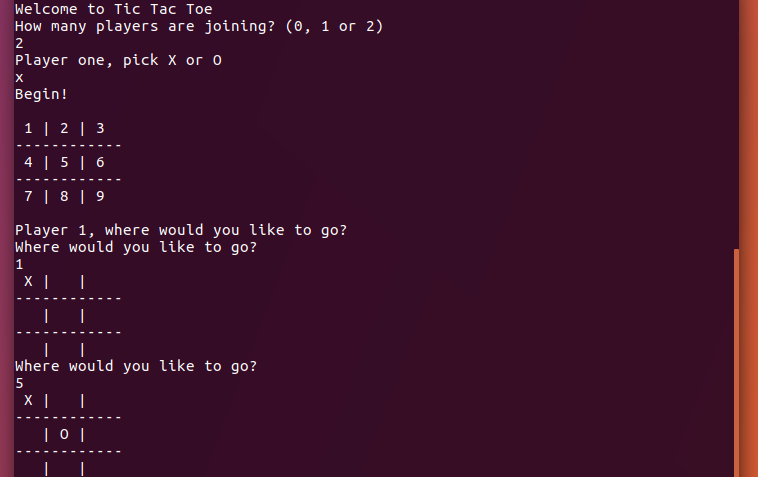 Welcome to Tic Tac Toe
How many players are joining? (0, 1 or 2)
2
Player one, pick X or O
x
Begin!
1 | 2 | 3
------------
4 | 5 | 6
------------
7 | 8 | 9
Player 1, where would you like to go?
Where would you like to go?
1
X |   |
------------
  |   |
------------
  |   |
Where would you like to go?
5
X |   |
------------
  | O |
------------
  |   |